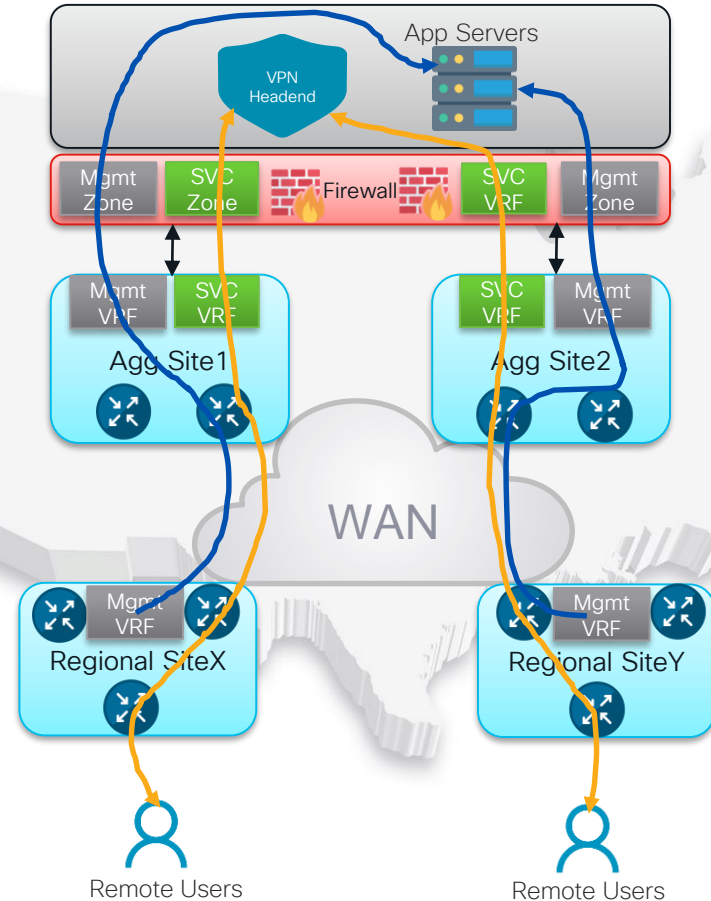 App Servers
VPN
Headend
Mgmt
Zone
SVC
Zone
Firewall
SVC
VRF
Mgmt
Zone
Mgmt
VRF
SVC
VRF
SVC
VRF
Mgmt
VRF
Agg Site1
Agg Site2
WAN
Mgmt
VRF
Mgmt
VRF
Regional SiteX
Regional SiteY
Remote Users
Remote Users